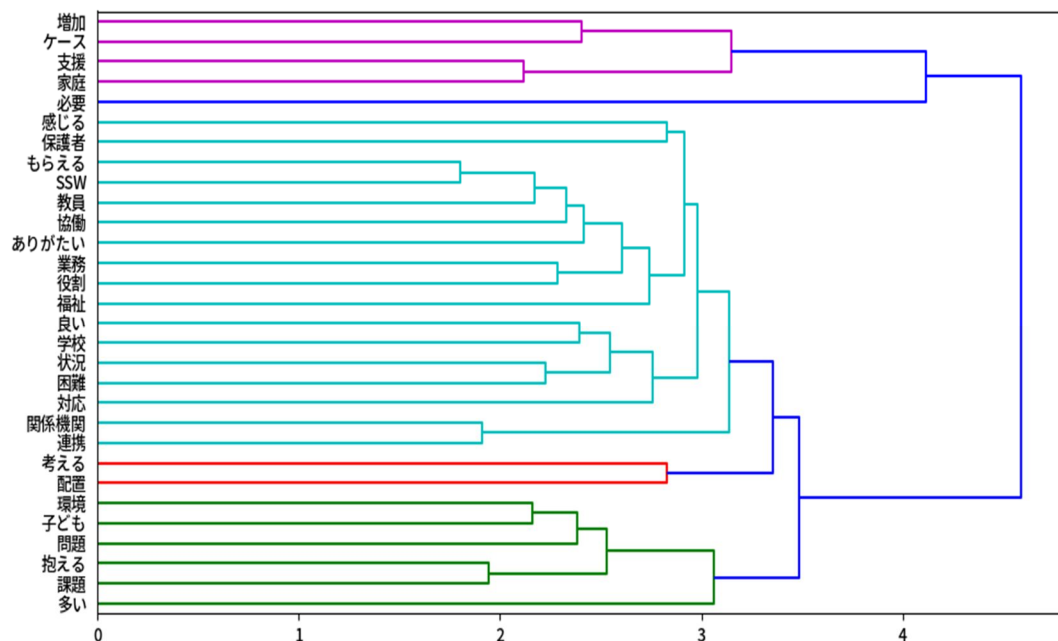 増加
ケース
支援
家庭
必要
感じる
保護者
もらえる
SSW
教員
協働
ありがたい
業務
役割
福祉
良い
学校
状況
困難
対応
関係機関
連携
考える
配置
環境
子ども
問題
抱える
課題
多い
0 1 2 3 4